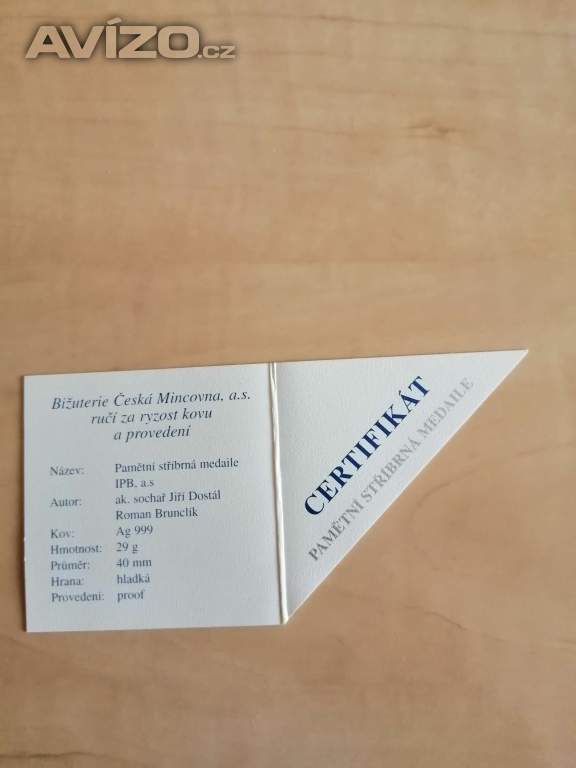 AVÍZO.cz
Bižuterie Česká Mincovna, a.s.
ručí za ryzost kovu
a provedení
Název: Pamětní stříbrná medaile
IPB, a.s
Autor: ak. sochař Jiří Dostál
Roman Brunclík
Kov: Ag 999
Hmotnost: 29 g
Průměr: 40 mm
Hrana: hladká
Provedení: proof
CERTIFIKÁT
PAMĚTNÍ STŘÍBRNÁ MEDAILE